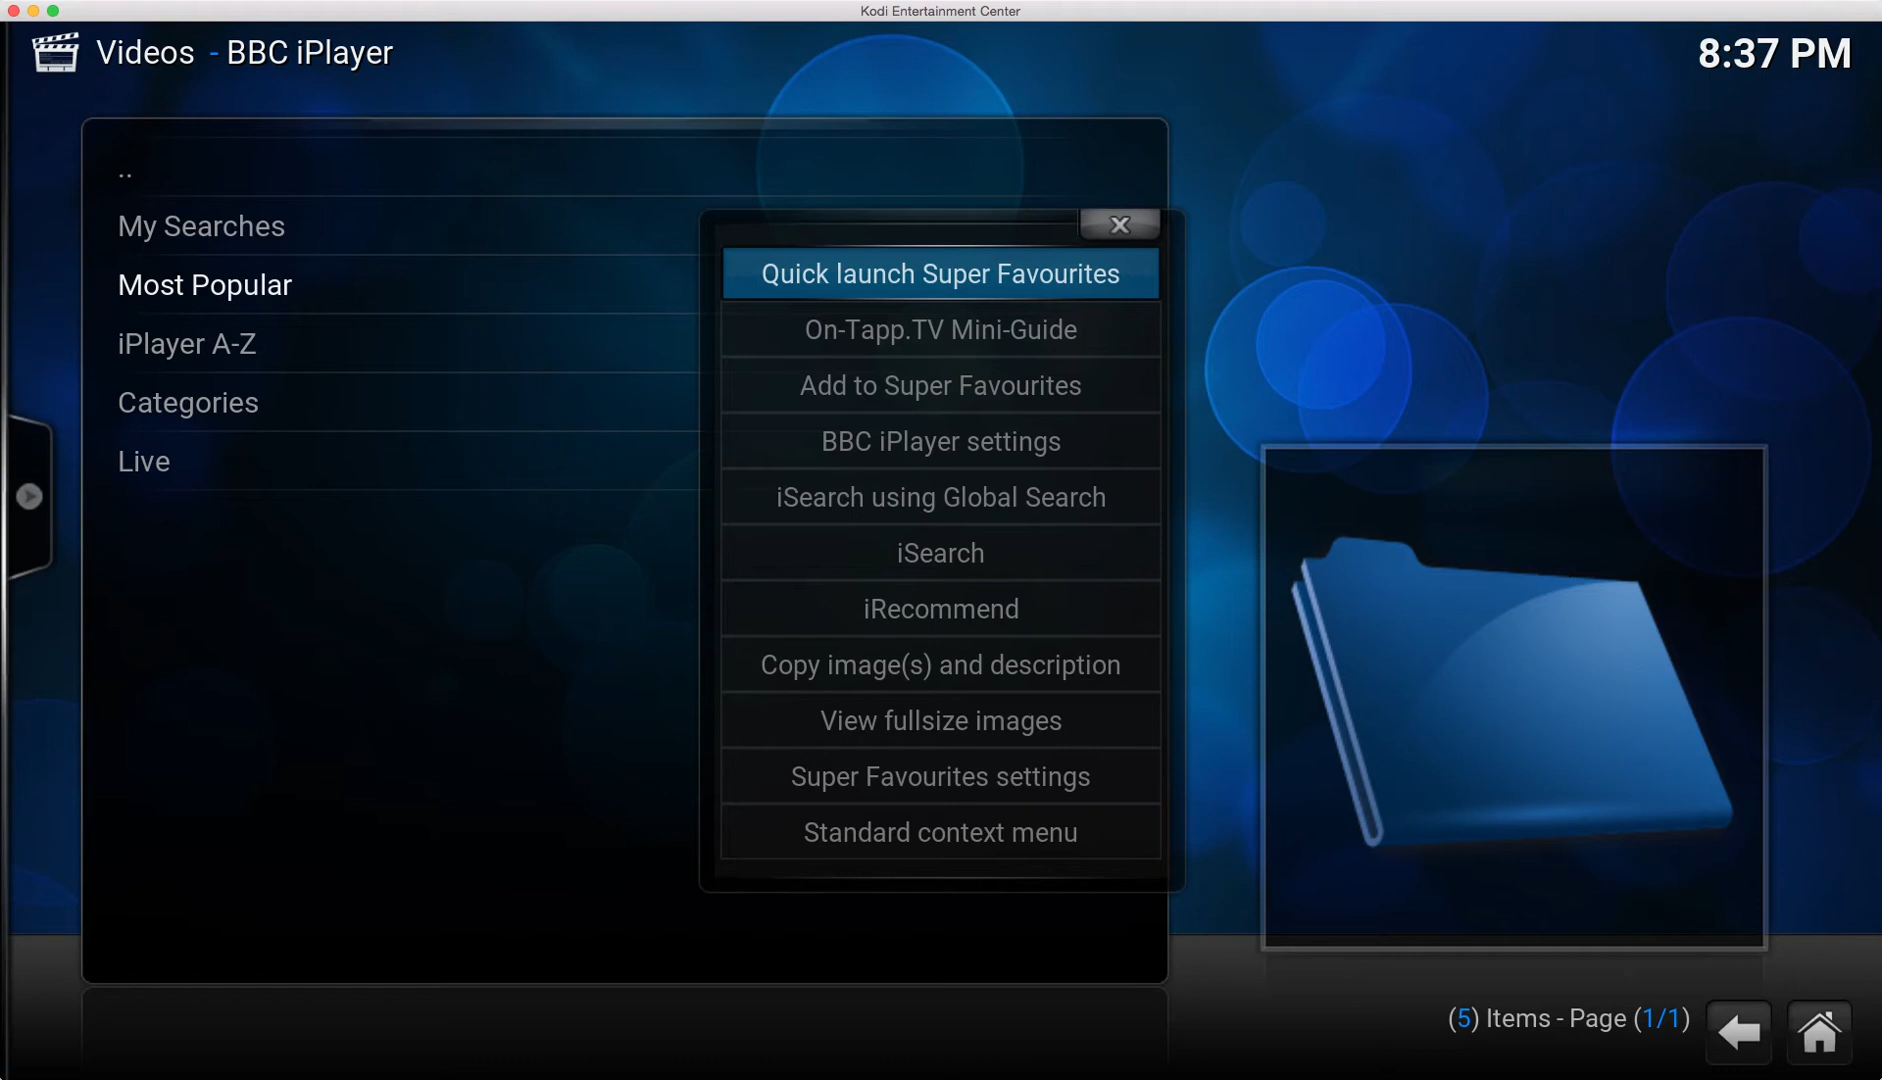 Kodi Entertainment Center
Videos - BBC iPlayer
8:37 PM
..
My Searches
Most Popular
iPlayer A-Z
Categories
Live
X
Quick launch Super Favourites
On-Tapp.TV Mini-Guide
Add to Super Favourites
BBC iPlayer settings
iSearch using Global Search
iSearch
iRecommend
Copy image(s) and description
View fullsize images
Super Favourites settings
Standard context menu
(5) Items - Page (1/1)